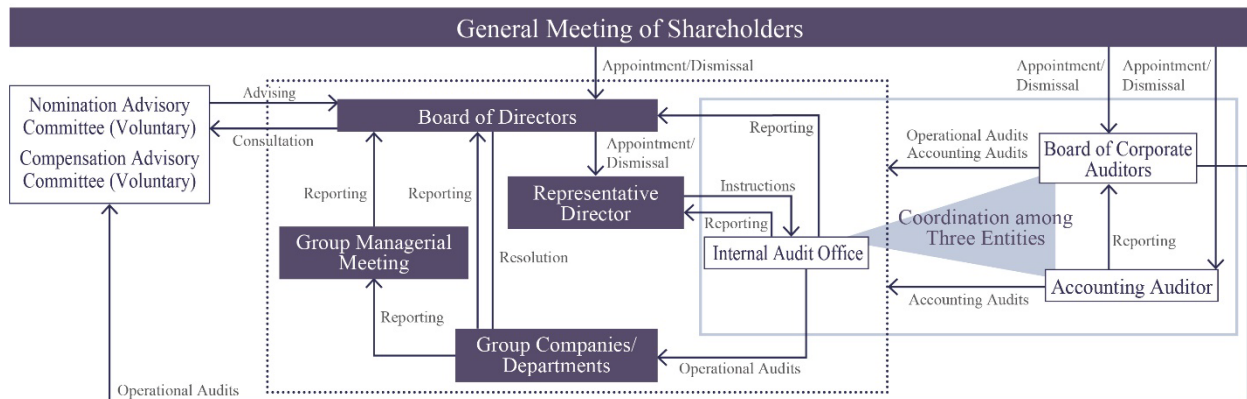 General Meeting of Shareholders
Appointment/Dismissal
Appointment/
Dismissal
Appointment/
Dismissal
Nomination Advisory
Committee (Voluntary)
Compensation Advisory
Committee (Voluntary)
Advising
Consultation
Board of Directors
Reporting
Operational Audits
Accounting Audits
Board of Corporate
Auditors
Appointment/
Dismissal
Reporting
Reporting
Representative
Director
Instructions
Reporting
Coordination among
Three Entities
Group Managerial
Meeting
Resolution
Internal Audit Office
Reporting
Accounting Auditor
Reporting
Accounting Audits
Group Companies/
Departments
Operational Audits
Operational Audits